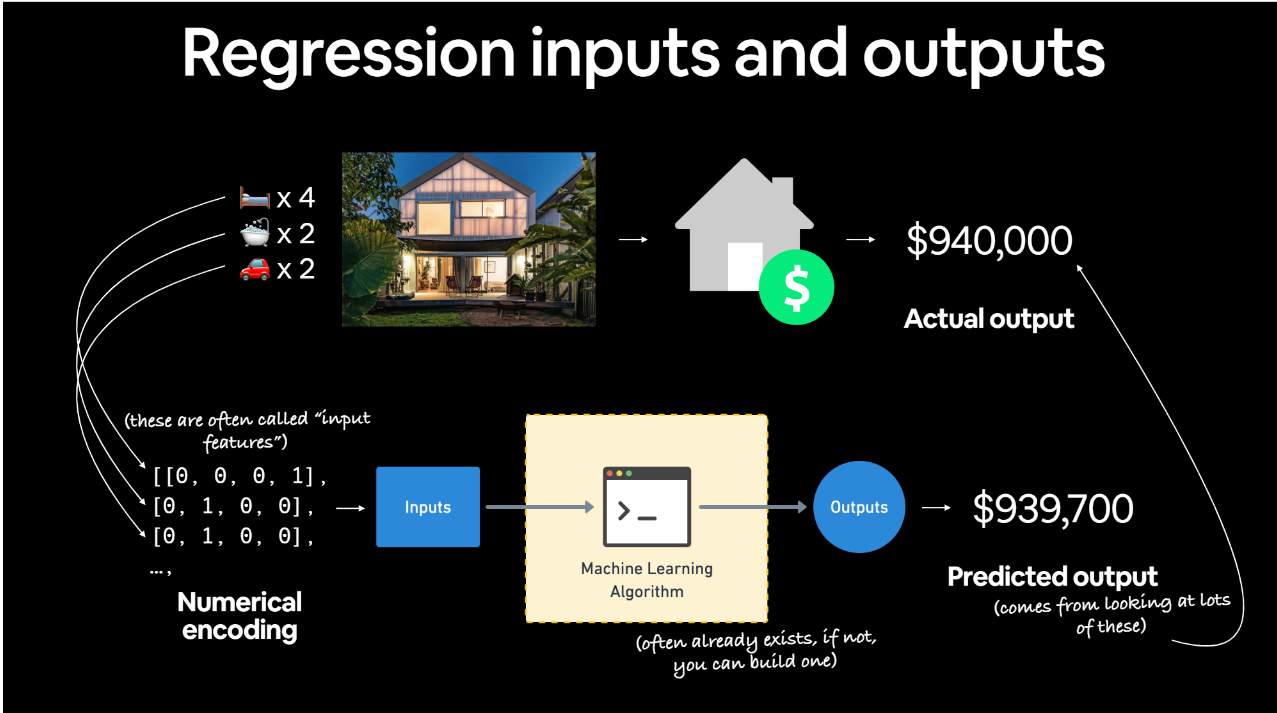 Regression inputs and outputs
x 4
x 2
x 2
$
$940,000
Actual output
(these are often called “input
features”)
[[0, 0, 0, 1],
[0, 1, 0, 0],
[0, 1, 0, 0],
…,
Numerical
encoding
Inputs
>_
Machine Learning
Algorithm
(often already exists, if not,
you can build one)
Outputs
$939,700
Predicted output
(comes from looking at lots
of these)